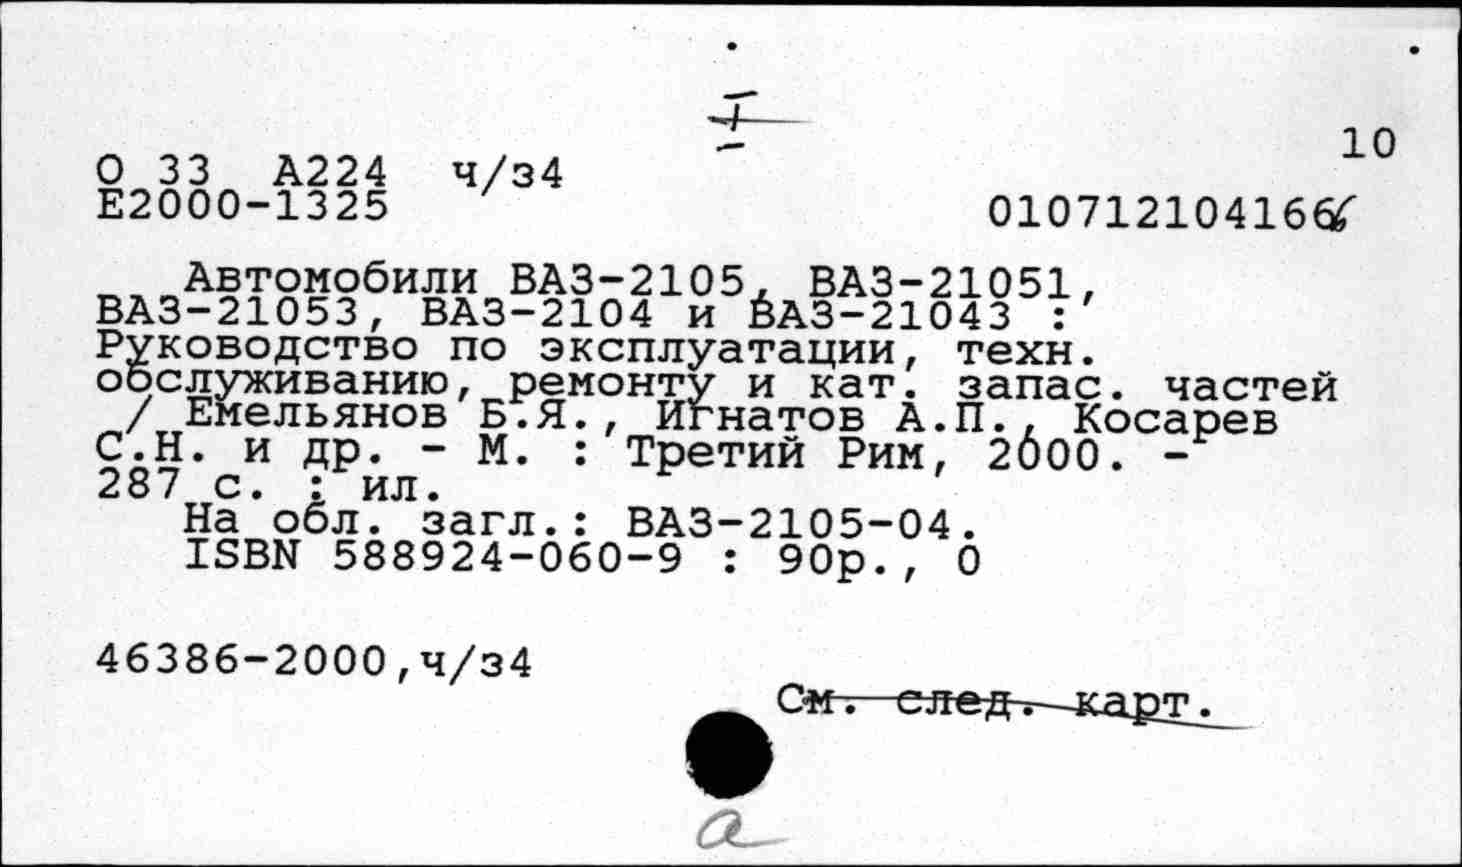 I
10
О 33 А224 ч/з4
Е2000-1325
010712104166
Автомобили ВАЗ-2105, ВАЗ-21051,
ВАЗ-21053, ВАЗ-2104 и ВАЗ-21043 :
Руководство по эксплуатации, техн.
обслуживанию, ремонту и кат. запас. частей
/ Емельянов Б.Я., Игнатов А.П., Косарев
С.Н. и др. - М. : Третий Рим, 2000. -
287 с. : ил.
На обл. загл.: ВАЗ-2105-04.
ISBN 588924-060-9 : 90р., 0
46386-2000,ч/з4
См. след. карт.
а